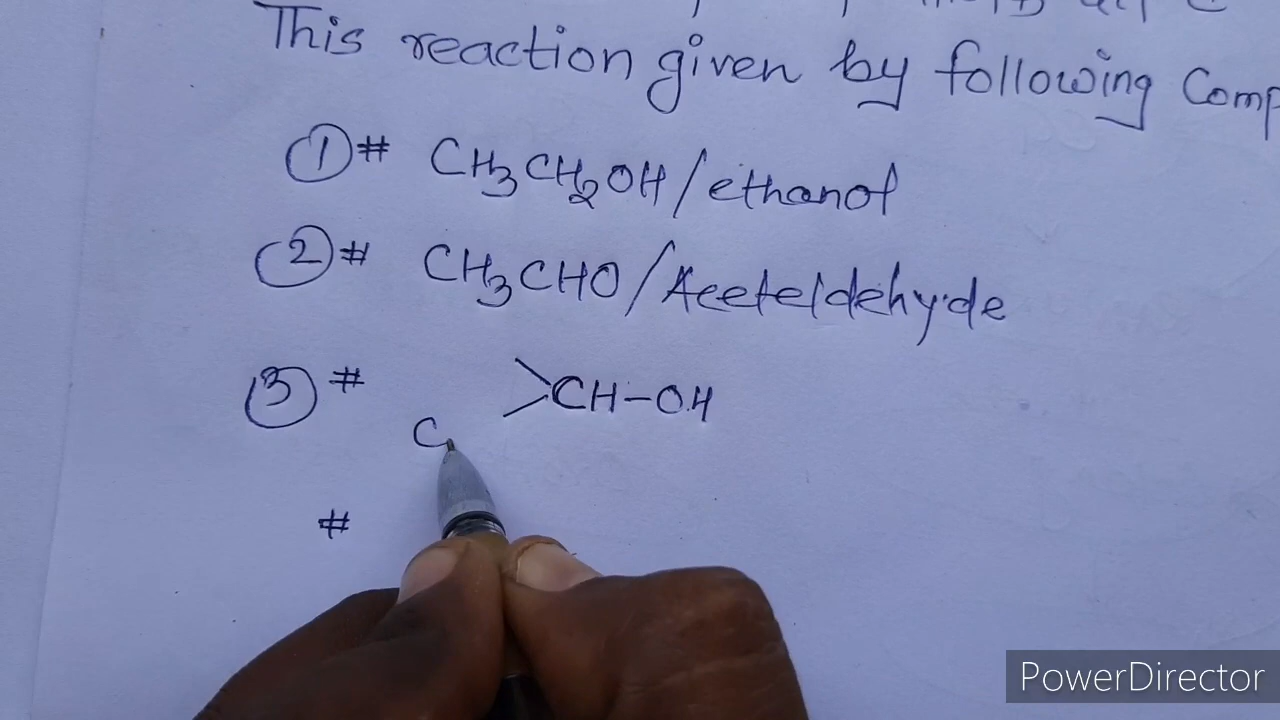 This reaction given by following Comp
① # CH3CH2OH/ethanol
② # CH3CHO/Aceteldehyde
③ # >CH-OH
C
#
PowerDirector